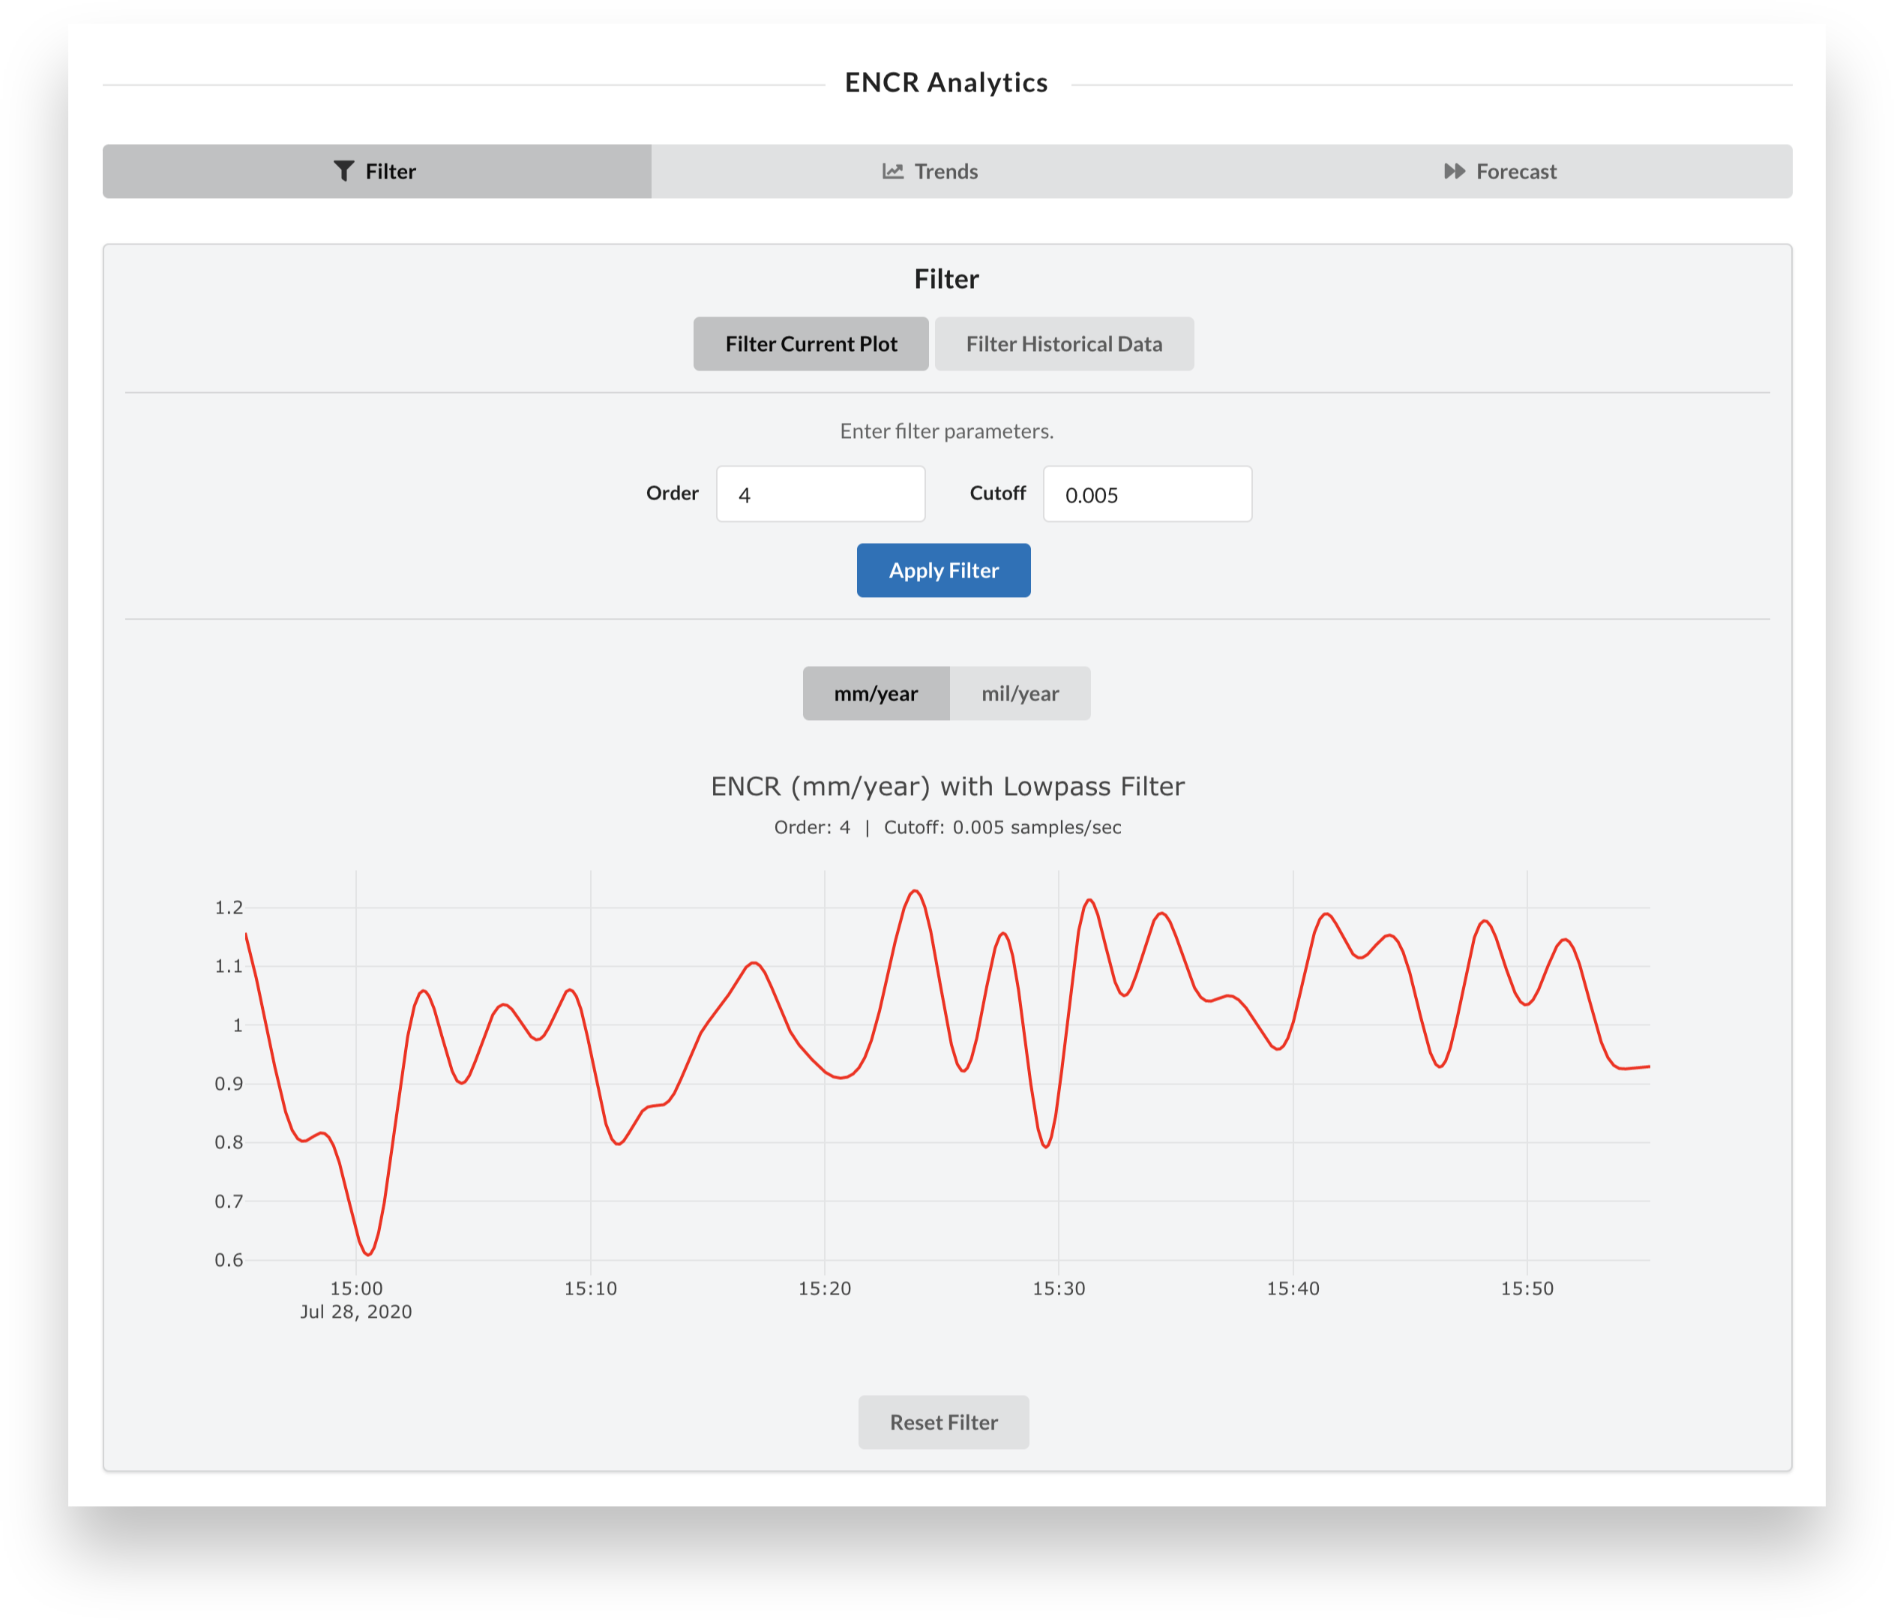 ENCR Analytics
Filter Trends Forecast
Filter
Filter Current Plot Filter Historical Data
Enter filter parameters.
Order 4 Cutoff 0.005
Apply Filter
mm/year mil/year
ENCR (mm/year) with Lowpass Filter
Order: 4 | Cutoff: 0.005 samples/sec
1.2
1.1
1
0.9
0.8
0.7
0.6
15:00 15:10 15:20 15:30 15:40 15:50
Jul 28, 2020
Reset Filter